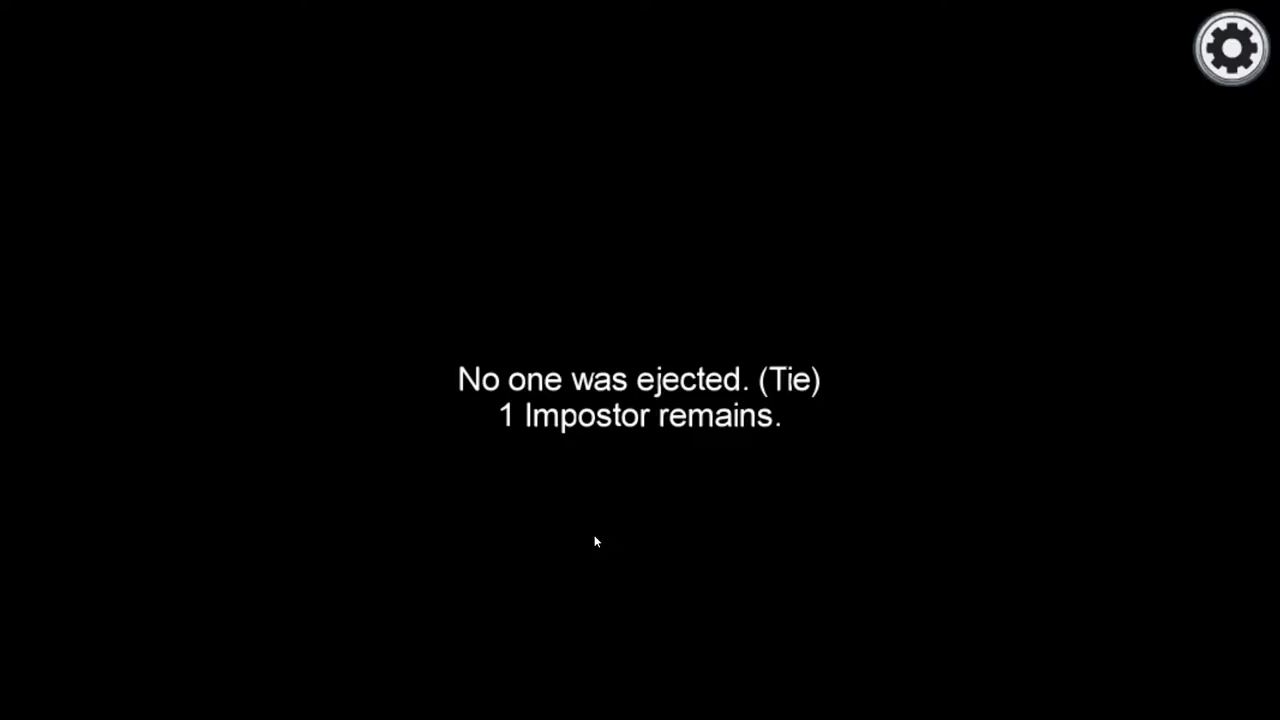 No one was ejected. (Tie)
1 Impostor remains.